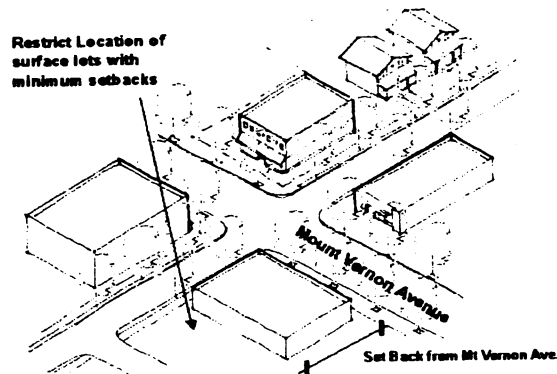 Restrict Location of
surface lots with
minimum setbacks
Mount Vernon Avenue
Set Back from Mt Vernon Ave.